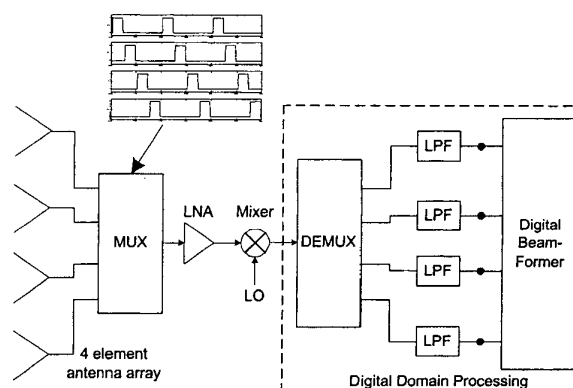 LPF
LNA
Mixer
LPF
MUX
DEMUX
Digital
Beam-
Former
LPF
LO
4 element
antenna array
LPF
Digital Domain Processing